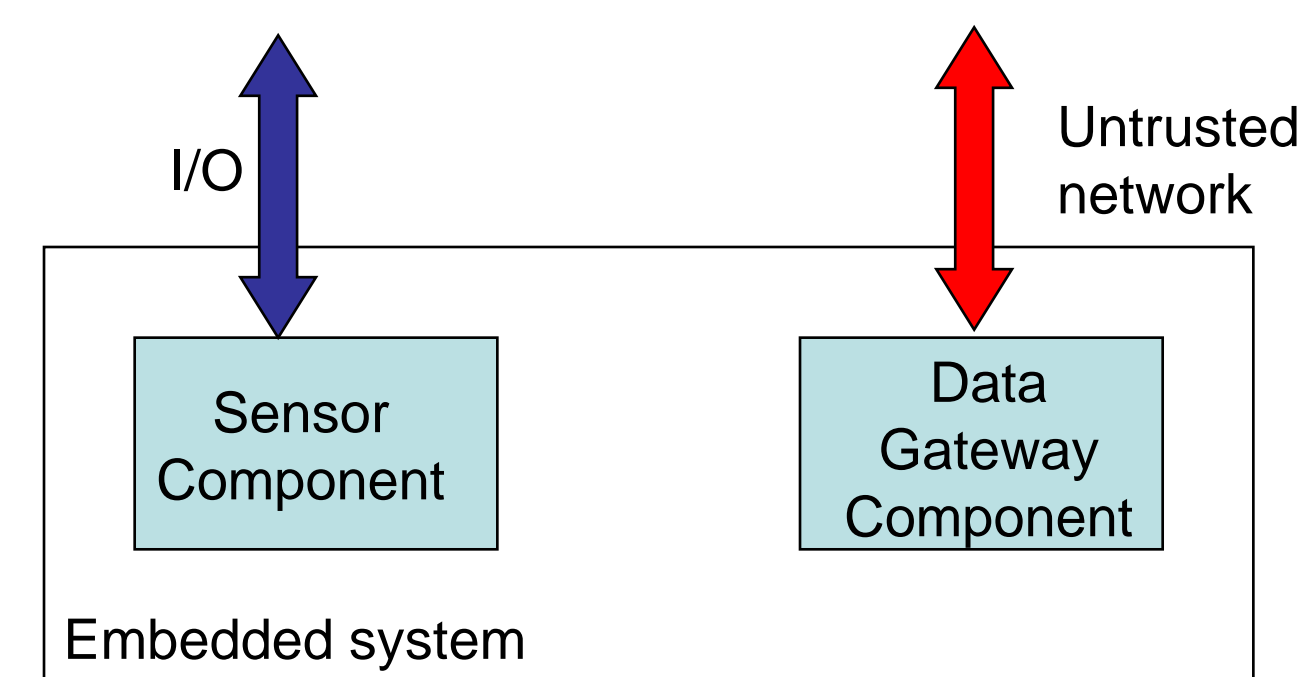 I/O
Untrusted
network
Sensor
Component
Data
Gateway
Component
Embedded system